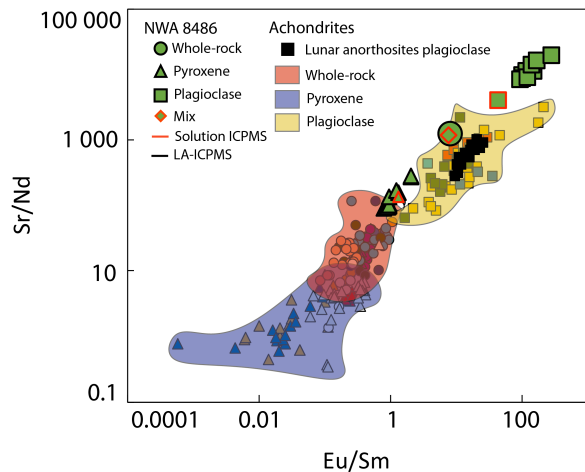 100 000
1 000
10
0.1
Sr/Nd
NWA 8486
Whole-rock
Pyroxene
Plagioclase
Mix
Solution ICPMS
LA-ICPMS
Achondrites
Lunar anorthosites plagioclase
Whole-rock
Pyroxene
Plagioclase
0.0001 0.01 1 100
Eu/Sm